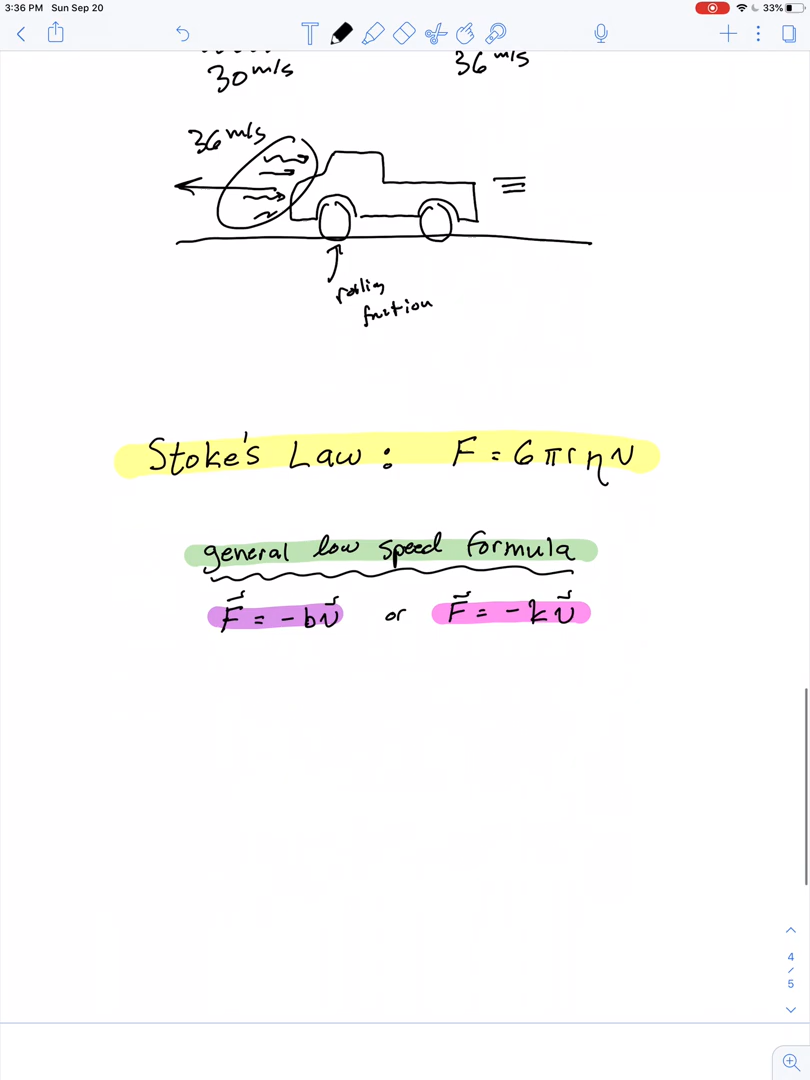 3:36 PM Sun Sep 20
33%
T
30 m/s
36 m/s
36 m/s
rolling
friction
Stoke's Law : F = 6πrηv
general low speed formula
F⃗ = -bv⃗ or F⃗ = -kv⃗
4
/
5